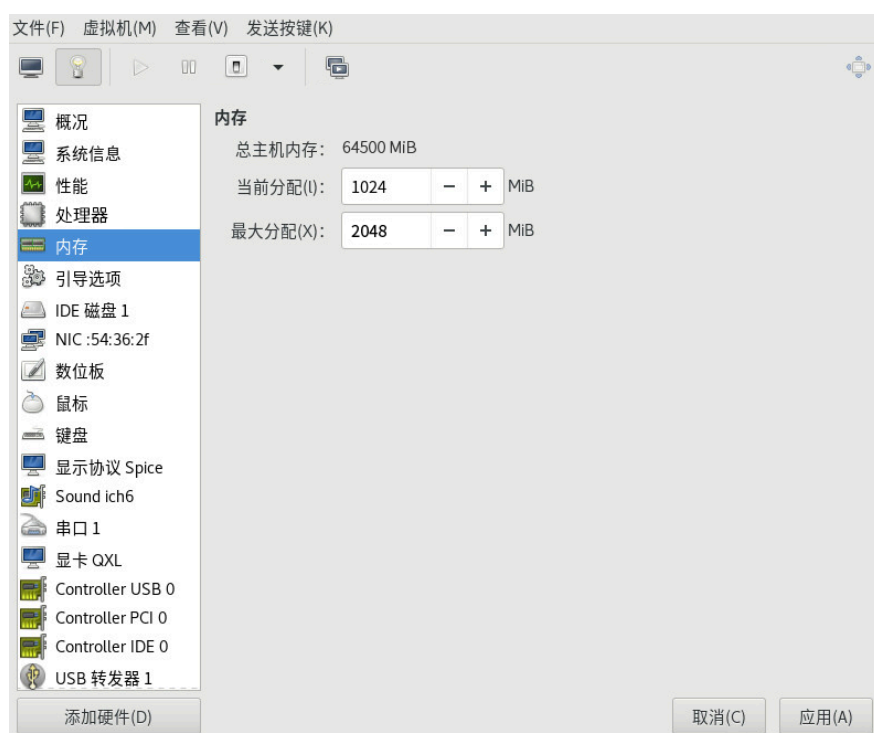 文件(F) 虚拟机(M) 查看(V) 发送按键(K)
概况
系统信息
性能
处理器
内存
引导选项
IDE 磁盘 1
NIC :54:36:2f
数位板
鼠标
键盘
显示协议 Spice
Sound ich6
串口 1
显卡 QXL
Controller USB 0
Controller PCI 0
Controller IDE 0
USB 转发器 1
添加硬件(D)
内存
总主机内存： 64500 MiB
当前分配(I)： 1024 − + MiB
最大分配(X)： 2048 − + MiB
取消(C) 应用(A)